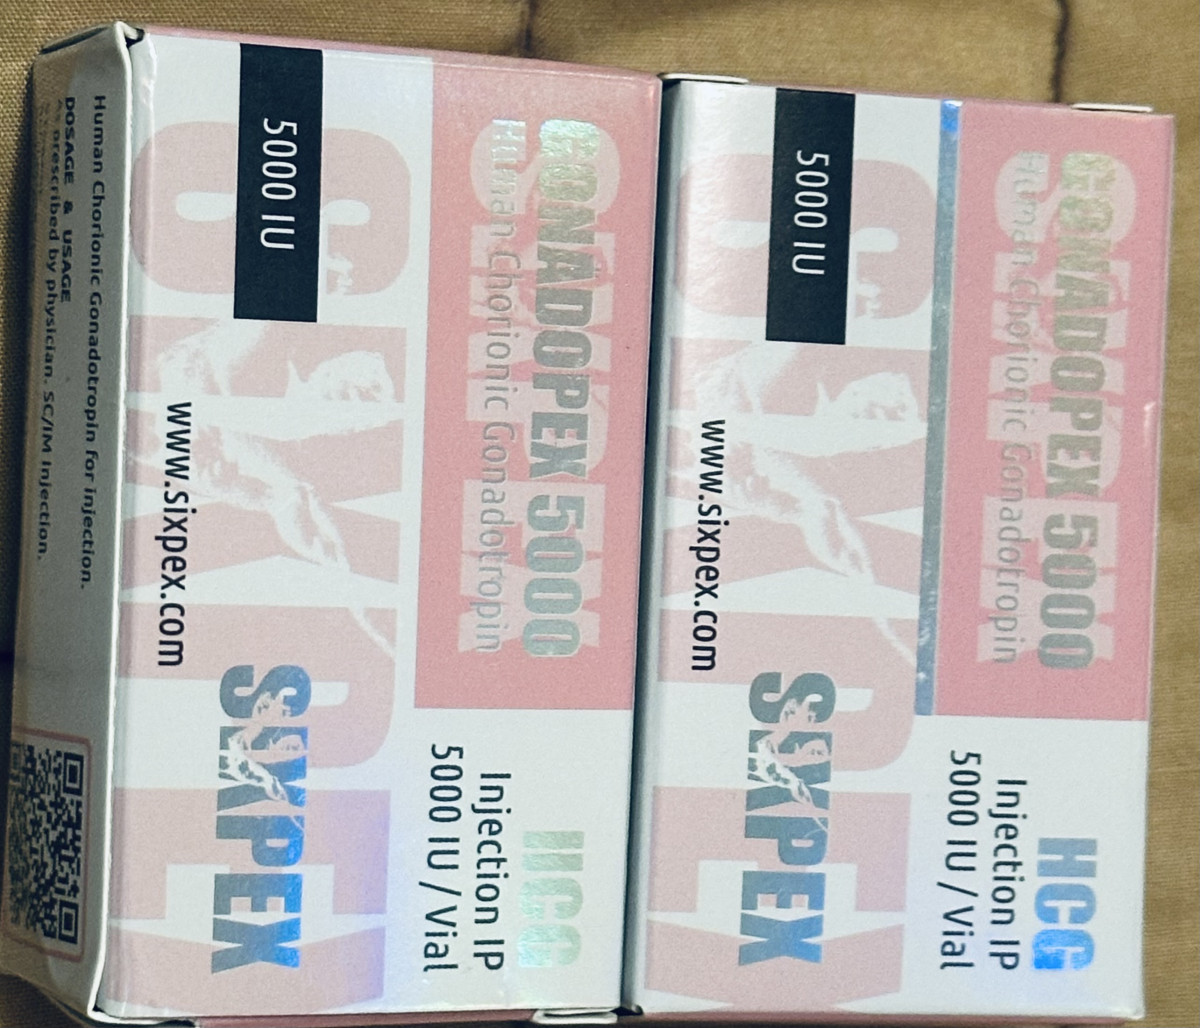 Human Chorionic Gonadotropin for injection.
DOSAGE & USAGE
prescribed by physician. SC/IM Injection.
GONADOPEX 5000
Human Chorionic Gonadotropin
5000 IU
www.sixpex.com
SIXPEX
HCG
Injection IP
5000 IU / Vial
GONADOPEX 5000
Human Chorionic Gonadotropin
5000 IU
www.sixpex.com
SIXPEX
HCG
Injection IP
5000 IU / Vial